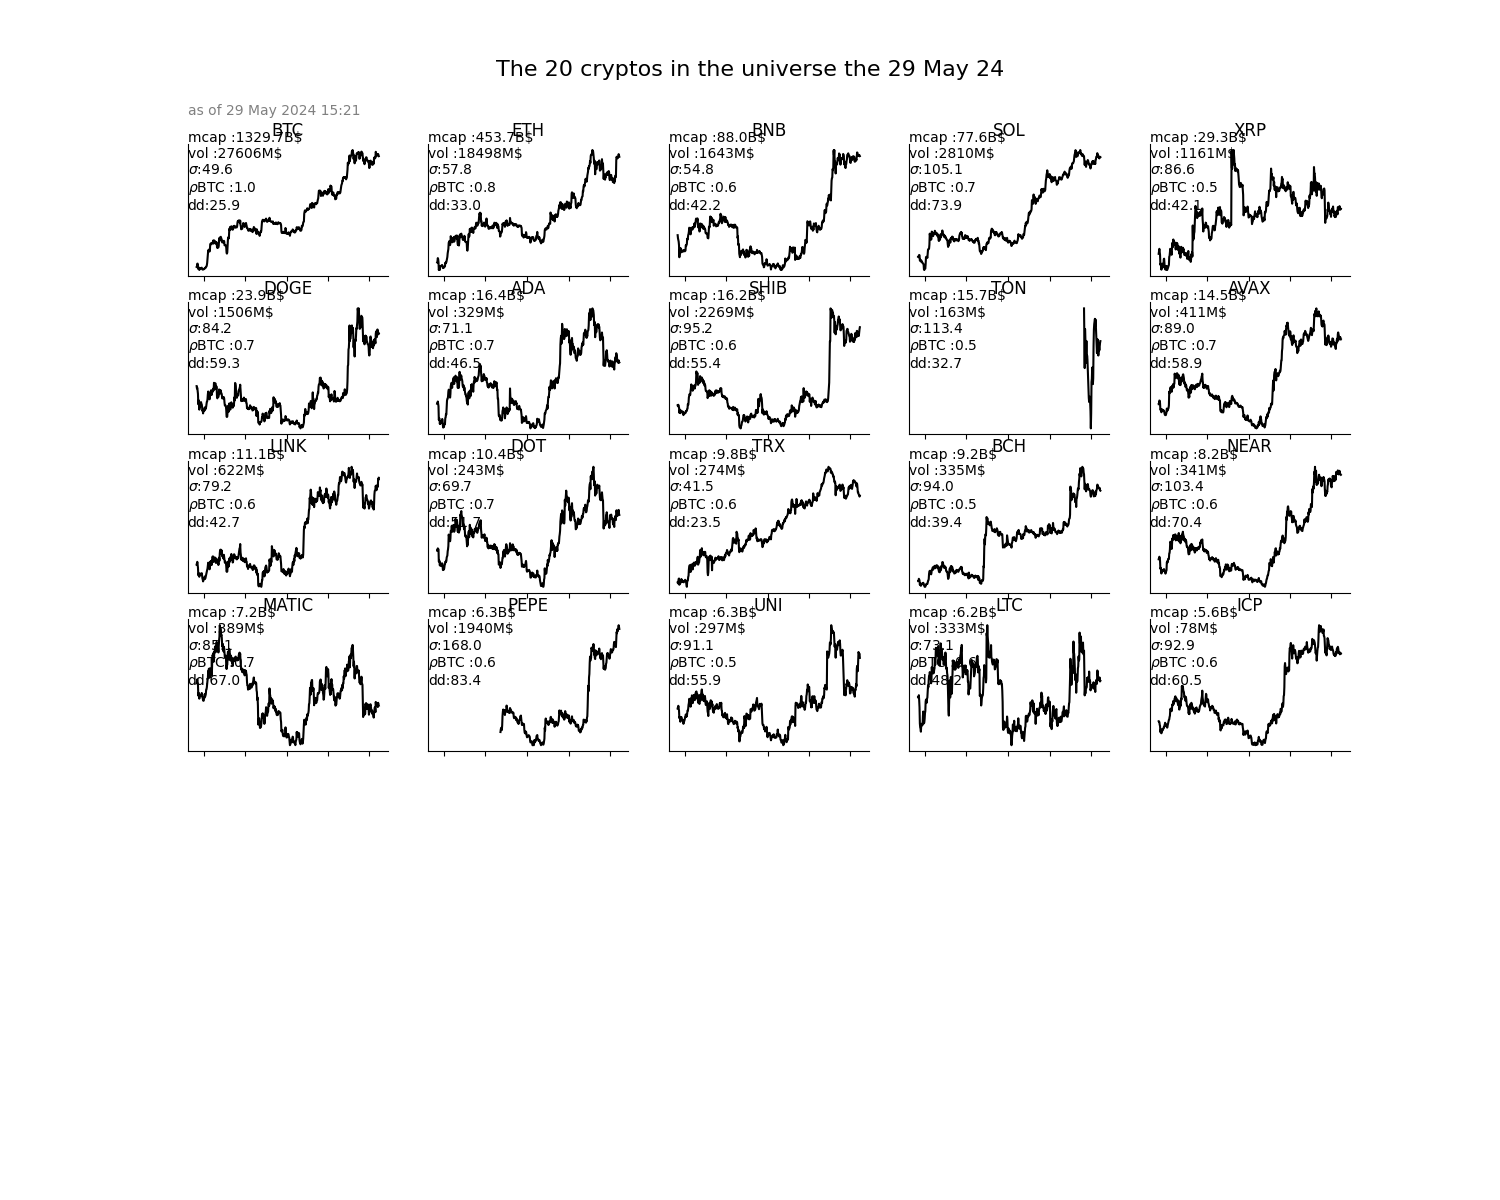 The 20 cryptos in the universe the 29 May 24
as of 29 May 2024 15:21
BTC
mcap :1329.7B$
vol :27606M$
σ:49.6
ρBTC :1.0
dd:25.9
ETH
mcap :453.7B$
vol :18498M$
σ:57.8
ρBTC :0.8
dd:33.0
BNB
mcap :88.0B$
vol :1643M$
σ:54.8
ρBTC :0.6
dd:42.2
SOL
mcap :77.6B$
vol :2810M$
σ:105.1
ρBTC :0.7
dd:73.9
XRP
mcap :29.3B$
vol :1161M$
σ:86.6
ρBTC :0.5
dd:42.1
DOGE
mcap :23.9B$
vol :1506M$
σ:84.2
ρBTC :0.7
dd:59.3
ADA
mcap :16.4B$
vol :329M$
σ:71.1
ρBTC :0.7
dd:46.5
SHIB
mcap :16.2B$
vol :2269M$
σ:95.2
ρBTC :0.6
dd:55.4
TON
mcap :15.7B$
vol :163M$
σ:113.4
ρBTC :0.5
dd:32.7
AVAX
mcap :14.5B$
vol :411M$
σ:89.0
ρBTC :0.7
dd:58.9
LINK
mcap :11.1B$
vol :622M$
σ:79.2
ρBTC :0.6
dd:42.7
DOT
mcap :10.4B$
vol :243M$
σ:69.7
ρBTC :0.7
TRX
mcap :9.8B$
vol :274M$
σ:41.5
ρBTC :0.6
dd:23.5
BCH
mcap :9.2B$
vol :335M$
σ:94.0
ρBTC :0.5
dd:39.4
NEAR
mcap :8.2B$
vol :341M$
σ:103.4
ρBTC :0.6
dd:70.4
MATIC
mcap :7.2B$
vol :389M$
ρBTC :0.7
dd:67.0
PEPE
mcap :6.3B$
vol :1940M$
σ:168.0
ρBTC :0.6
dd:83.4
UNI
mcap :6.3B$
vol :297M$
σ:91.1
ρBTC :0.5
dd:55.9
LTC
mcap :6.2B$
vol :333M$
σ:73.1
dd:48.2
ICP
mcap :5.6B$
vol :78M$
σ:92.9
ρBTC :0.6
dd:60.5